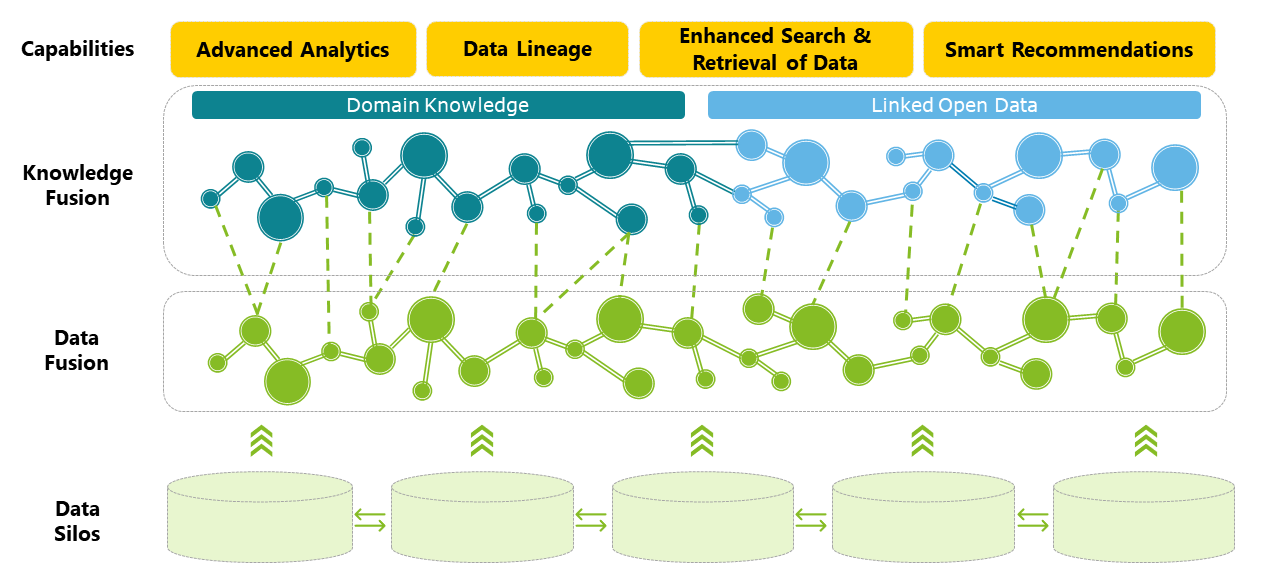 Capabilities
Advanced Analytics
Data Lineage
Enhanced Search &
Retrieval of Data
Smart Recommendations
Domain Knowledge
Linked Open Data
Knowledge
Fusion
Data
Fusion
Data
Silos